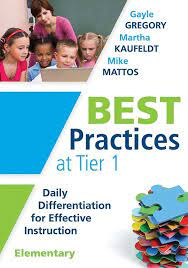 Gayle
GREGORY
Martha
KAUFELDT
Mike
MATTOS
BEST
Practices
at Tier 1
Daily
Differentiation
for Effective
Instruction
Elementary